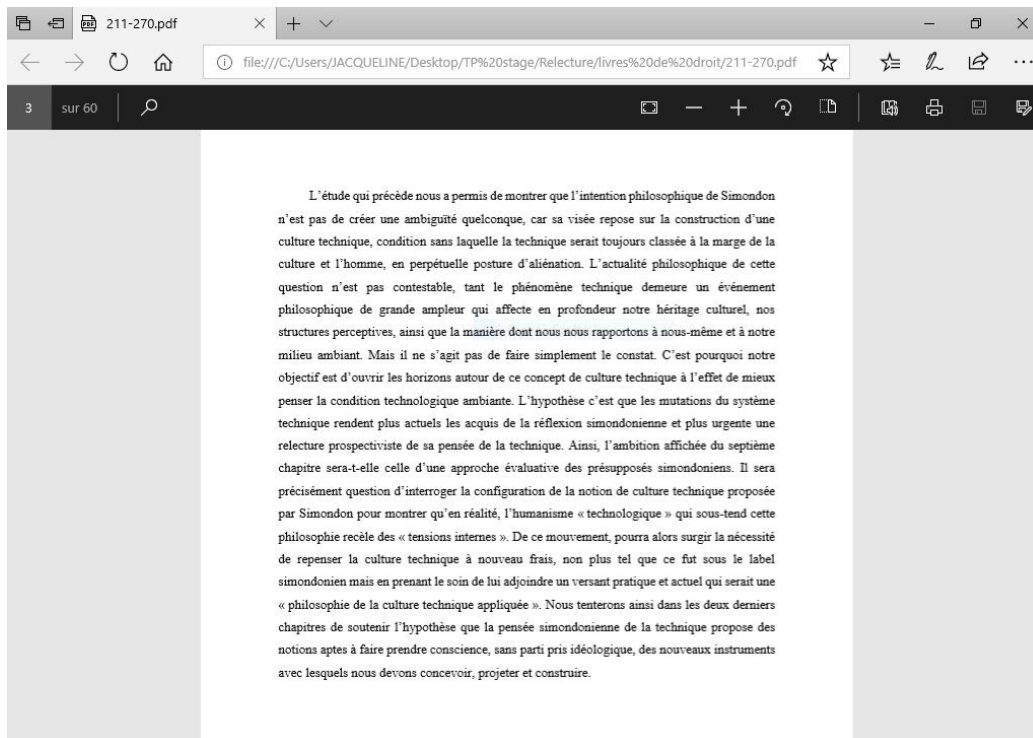 211-270.pdf
file:///C:/Users/JACQUELINE/Desktop/TP%20stage/Relecture/livres%20de%20droit/211-270.pdf
3 sur 60
L’étude qui précède nous a permis de montrer que l’intention philosophique de Simondon
n’est pas de créer une ambiguïté quelconque, car sa visée repose sur la construction d’une
culture technique, condition sans laquelle la technique serait toujours classée à la marge de la
culture et l’homme, en perpétuelle posture d’aliénation. L’actualité philosophique de cette
question n’est pas contestable, tant le phénomène technique demeure un événement
philosophique de grande ampleur qui affecte en profondeur notre héritage culturel, nos
structures perceptives, ainsi que la manière dont nous nous rapportons à nous-même et à notre
milieu ambiant. Mais il ne s’agit pas de faire simplement le constat. C’est pourquoi notre
objectif est d’ouvrir les horizons autour de ce concept de culture technique à l’effet de mieux
penser la condition technologique ambiante. L’hypothèse c’est que les mutations du système
technique rendent plus actuels les acquis de la réflexion simondonienne et plus urgente une
relecture prospectiviste de sa pensée de la technique. Ainsi, l’ambition affichée du septième
chapitre sera-t-elle celle d’une approche évaluative des présupposés simondoniens. Il sera
précisément question d’interroger la configuration de la notion de culture technique proposée
par Simondon pour montrer qu’en réalité, l’humanisme « technologique » qui sous-tend cette
philosophie recèle des « tensions internes ». De ce mouvement, pourra alors surgir la nécessité
de repenser la culture technique à nouveau frais, non plus tel que ce fut sous le label
simondonien mais en prenant le soin de lui adjoindre un versant pratique et actuel qui serait une
« philosophie de la culture technique appliquée ». Nous tenterons ainsi dans les deux derniers
chapitres de soutenir l’hypothèse que la pensée simondonienne de la technique propose des
notions aptes à faire prendre conscience, sans parti pris idéologique, des nouveaux instruments
avec lesquels nous devons concevoir, projeter et construire.